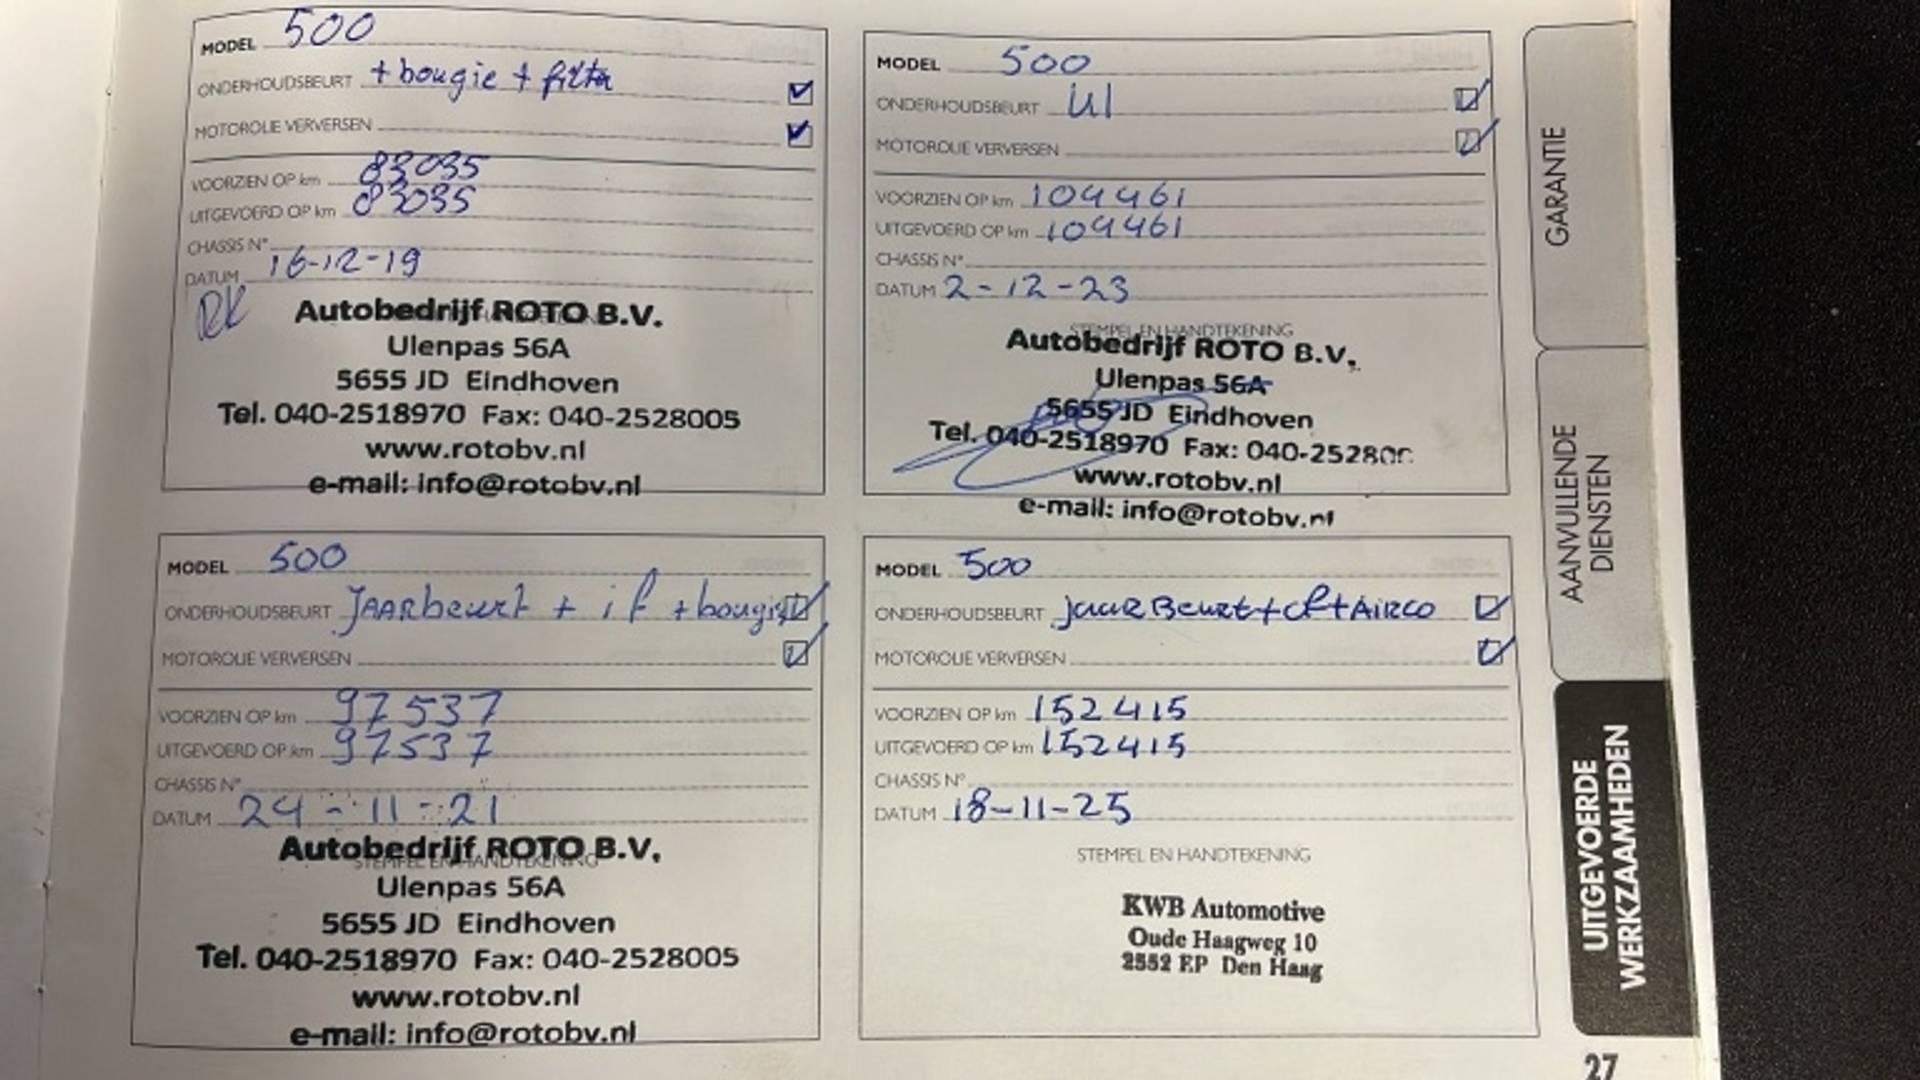 MODEL 500
ONDERHOUDSBEURT + bougie + filter
MOTOROLIE VERVERSEN
VOORZIEN OP km 83035
UITGEVOERD OP km 83035
CHASSIS N°
DATUM 16-12-19
RK
Autobedrijf ROTO B.V.
Ulenpas 56A
5655 JD Eindhoven
Tel. 040-2518970 Fax: 040-2528005
www.rotobv.nl
e-mail: info@rotobv.nl
MODEL 500
ONDERHOUDSBEURT
MOTOROLIE VERVERSEN
VOORZIEN OP km 104461
UITGEVOERD OP km 104461
CHASSIS N°
DATUM 2-12-23
STEMPEL EN HANDTEKENING
Autobedrijf ROTO B.V.
Ulenpas 56A
5655 JD Eindhoven
Tel. 040-2518970 Fax: 040-252800
www.rotobv.nl
e-mail: info@rotobv.nl
MODEL 500
ONDERHOUDSBEURT JAARbeurt + if + bougis
MOTOROLIE VERVERSEN
VOORZIEN OP km 97537
UITGEVOERD OP km 97537
CHASSIS N°
DATUM 24-11-21
STEMPEL EN HANDTEKENING
Autobedrijf ROTO B.V.
Ulenpas 56A
5655 JD Eindhoven
Tel. 040-2518970 Fax: 040-2528005
www.rotobv.nl
e-mail: info@rotobv.nl
MODEL 500
ONDERHOUDSBEURT JaarBeurt + cf + AIRCO
MOTOROLIE VERVERSEN
VOORZIEN OP km 152415
UITGEVOERD OP km 152415
CHASSIS N°
DATUM 18-11-25
STEMPEL EN HANDTEKENING
KWB Automotive
Oude Haagweg 10
2552 EP Den Haag
GARANTIE
AANVULLENDE
DIENSTEN
UITGEVOERDE
WERKZAAMHEDEN
27